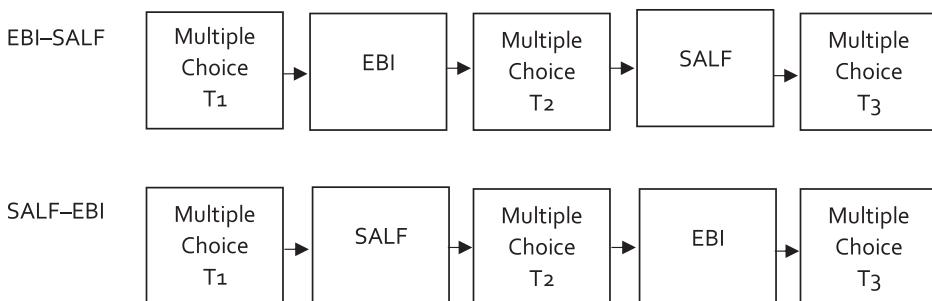 EBI–SALF
Multiple
Choice
T1
EBI
Multiple
Choice
T2
SALF
Multiple
Choice
T3
SALF–EBI
Multiple
Choice
T1
SALF
Multiple
Choice
T2
EBI
Multiple
Choice
T3